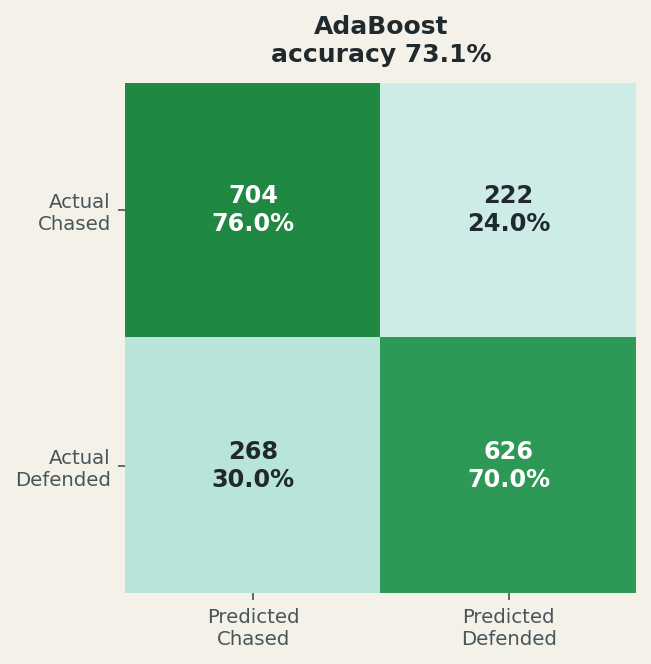 AdaBoost
accuracy 73.1%
Actual
Chased
704
76.0%
222
24.0%
Actual
Defended
268
30.0%
626
70.0%
Predicted
Chased
Predicted
Defended